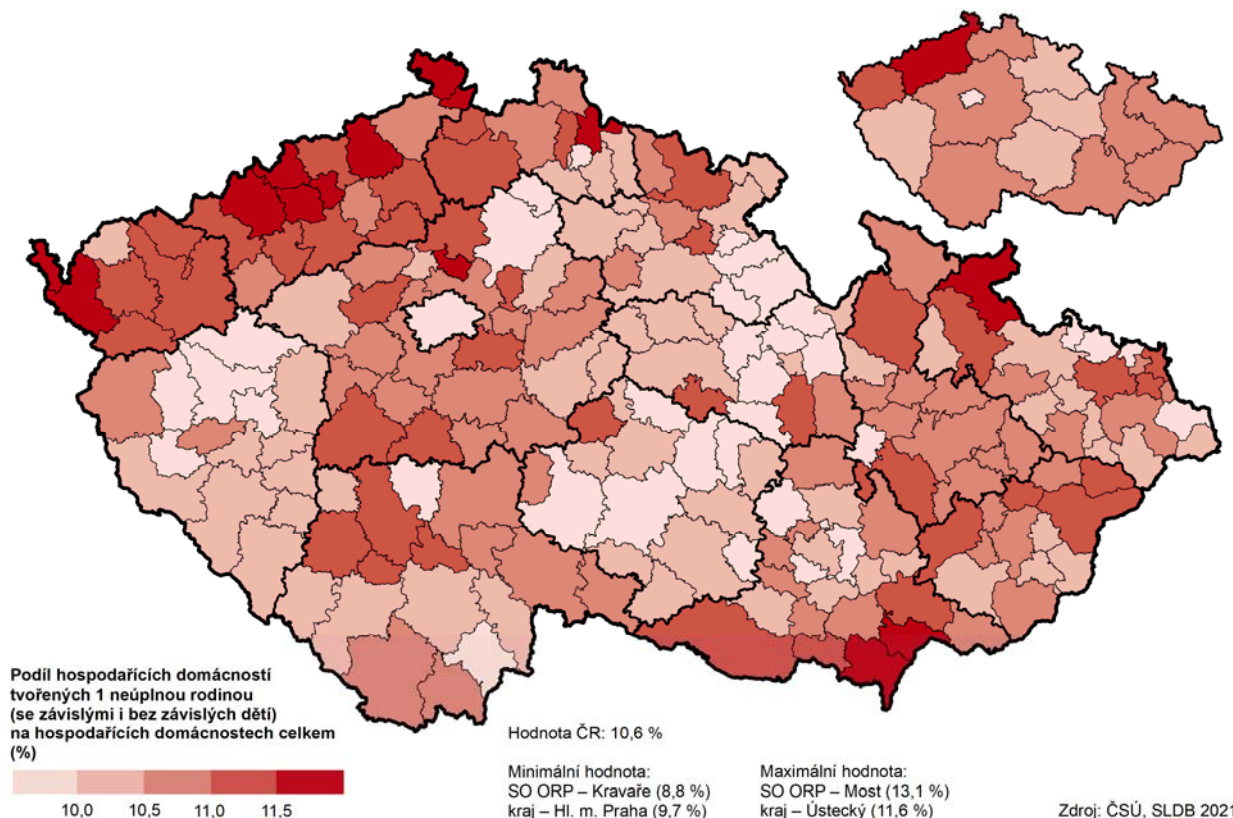 Podíl hospodařících domácností
tvořených 1 neúplnou rodinou
(se závislými i bez závislých dětí)
na hospodařících domácnostech celkem
(%)
10,0 10,5 11,0 11,5
Hodnota ČR: 10,6 %
Minimální hodnota:
SO ORP – Kravaře (8,8 %)
kraj – Hl. m. Praha (9,7 %)
Maximální hodnota:
SO ORP – Most (13,1 %)
kraj – Ústecký (11,6 %)
Zdroj: ČSÚ, SLDB 2021